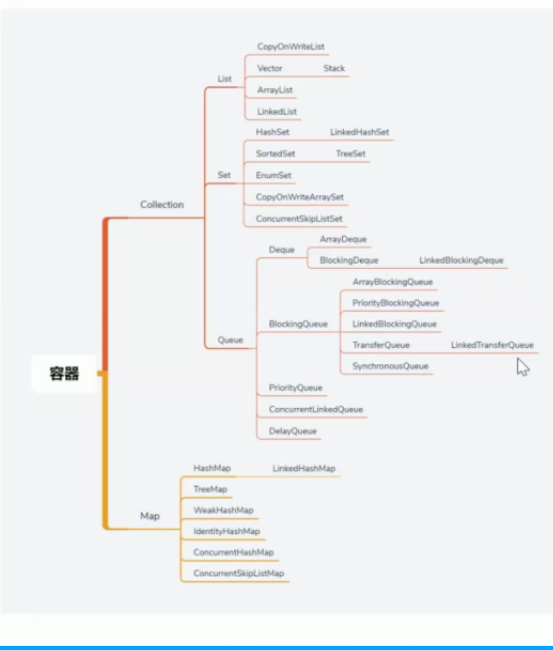 CopyOnWriteList
Vector Stack
List
ArrayList
LinkedList
HashSet LinkedHashSet
SortedSet TreeSet
Set EnumSet
CopyOnWriteArraySet
Collection
ConcurrentSkipListSet
ArrayDeque
Deque
BlockingDeque LinkedBlockingDeque
ArrayBlockingQueue
PriorityBlockingQueue
BlockingQueue LinkedBlockingQueue
Queue
TransferQueue LinkedTransferQueue
SynchronousQueue
容器
PriorityQueue
ConcurrentLinkedQueue
DelayQueue
HashMap LinkedHashMap
TreeMap
WeakHashMap
Map
IdentityHashMap
ConcurrentHashMap
ConcurrentSkipListMap